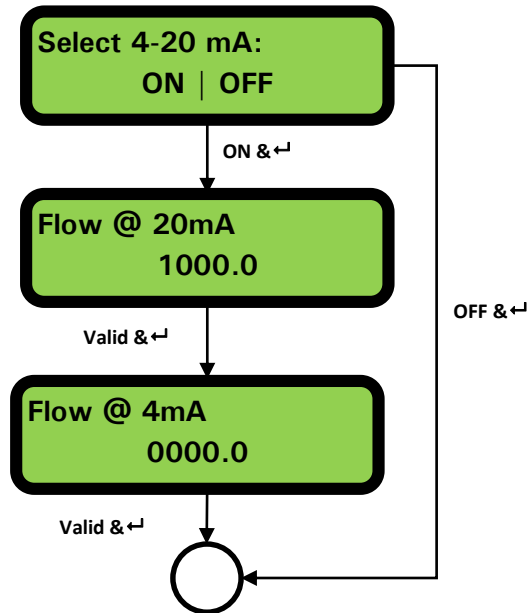 Select 4-20 mA:
ON | OFF
ON &↵
Flow @ 20mA
1000.0
OFF &↵
Valid &↵
Flow @ 4mA
0000.0
Valid &↵